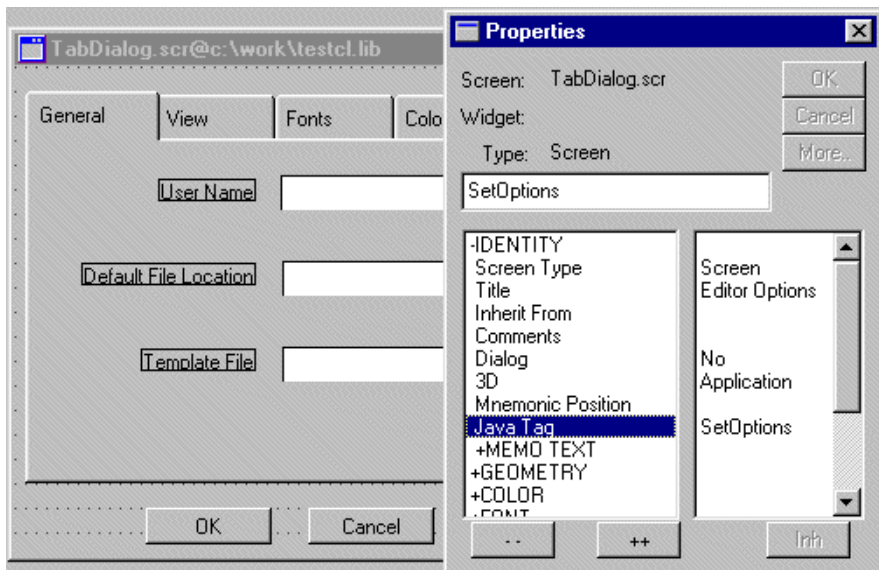 TabDialog.scr@c:\work\testcl.lib
General View Fonts Colo
User Name
Default File Location
Template File
OK Cancel
Properties
Screen: TabDialog.scr
OK
Widget:
Cancel
Type: Screen
More..
SetOptions
-IDENTITY
Screen Type Screen
Title Editor Options
Inherit From
Comments
Dialog No
3D Application
Mnemonic Position
Java Tag SetOptions
+MEMO TEXT
+GEOMETRY
+COLOR
+FONT
-- ++ Inh